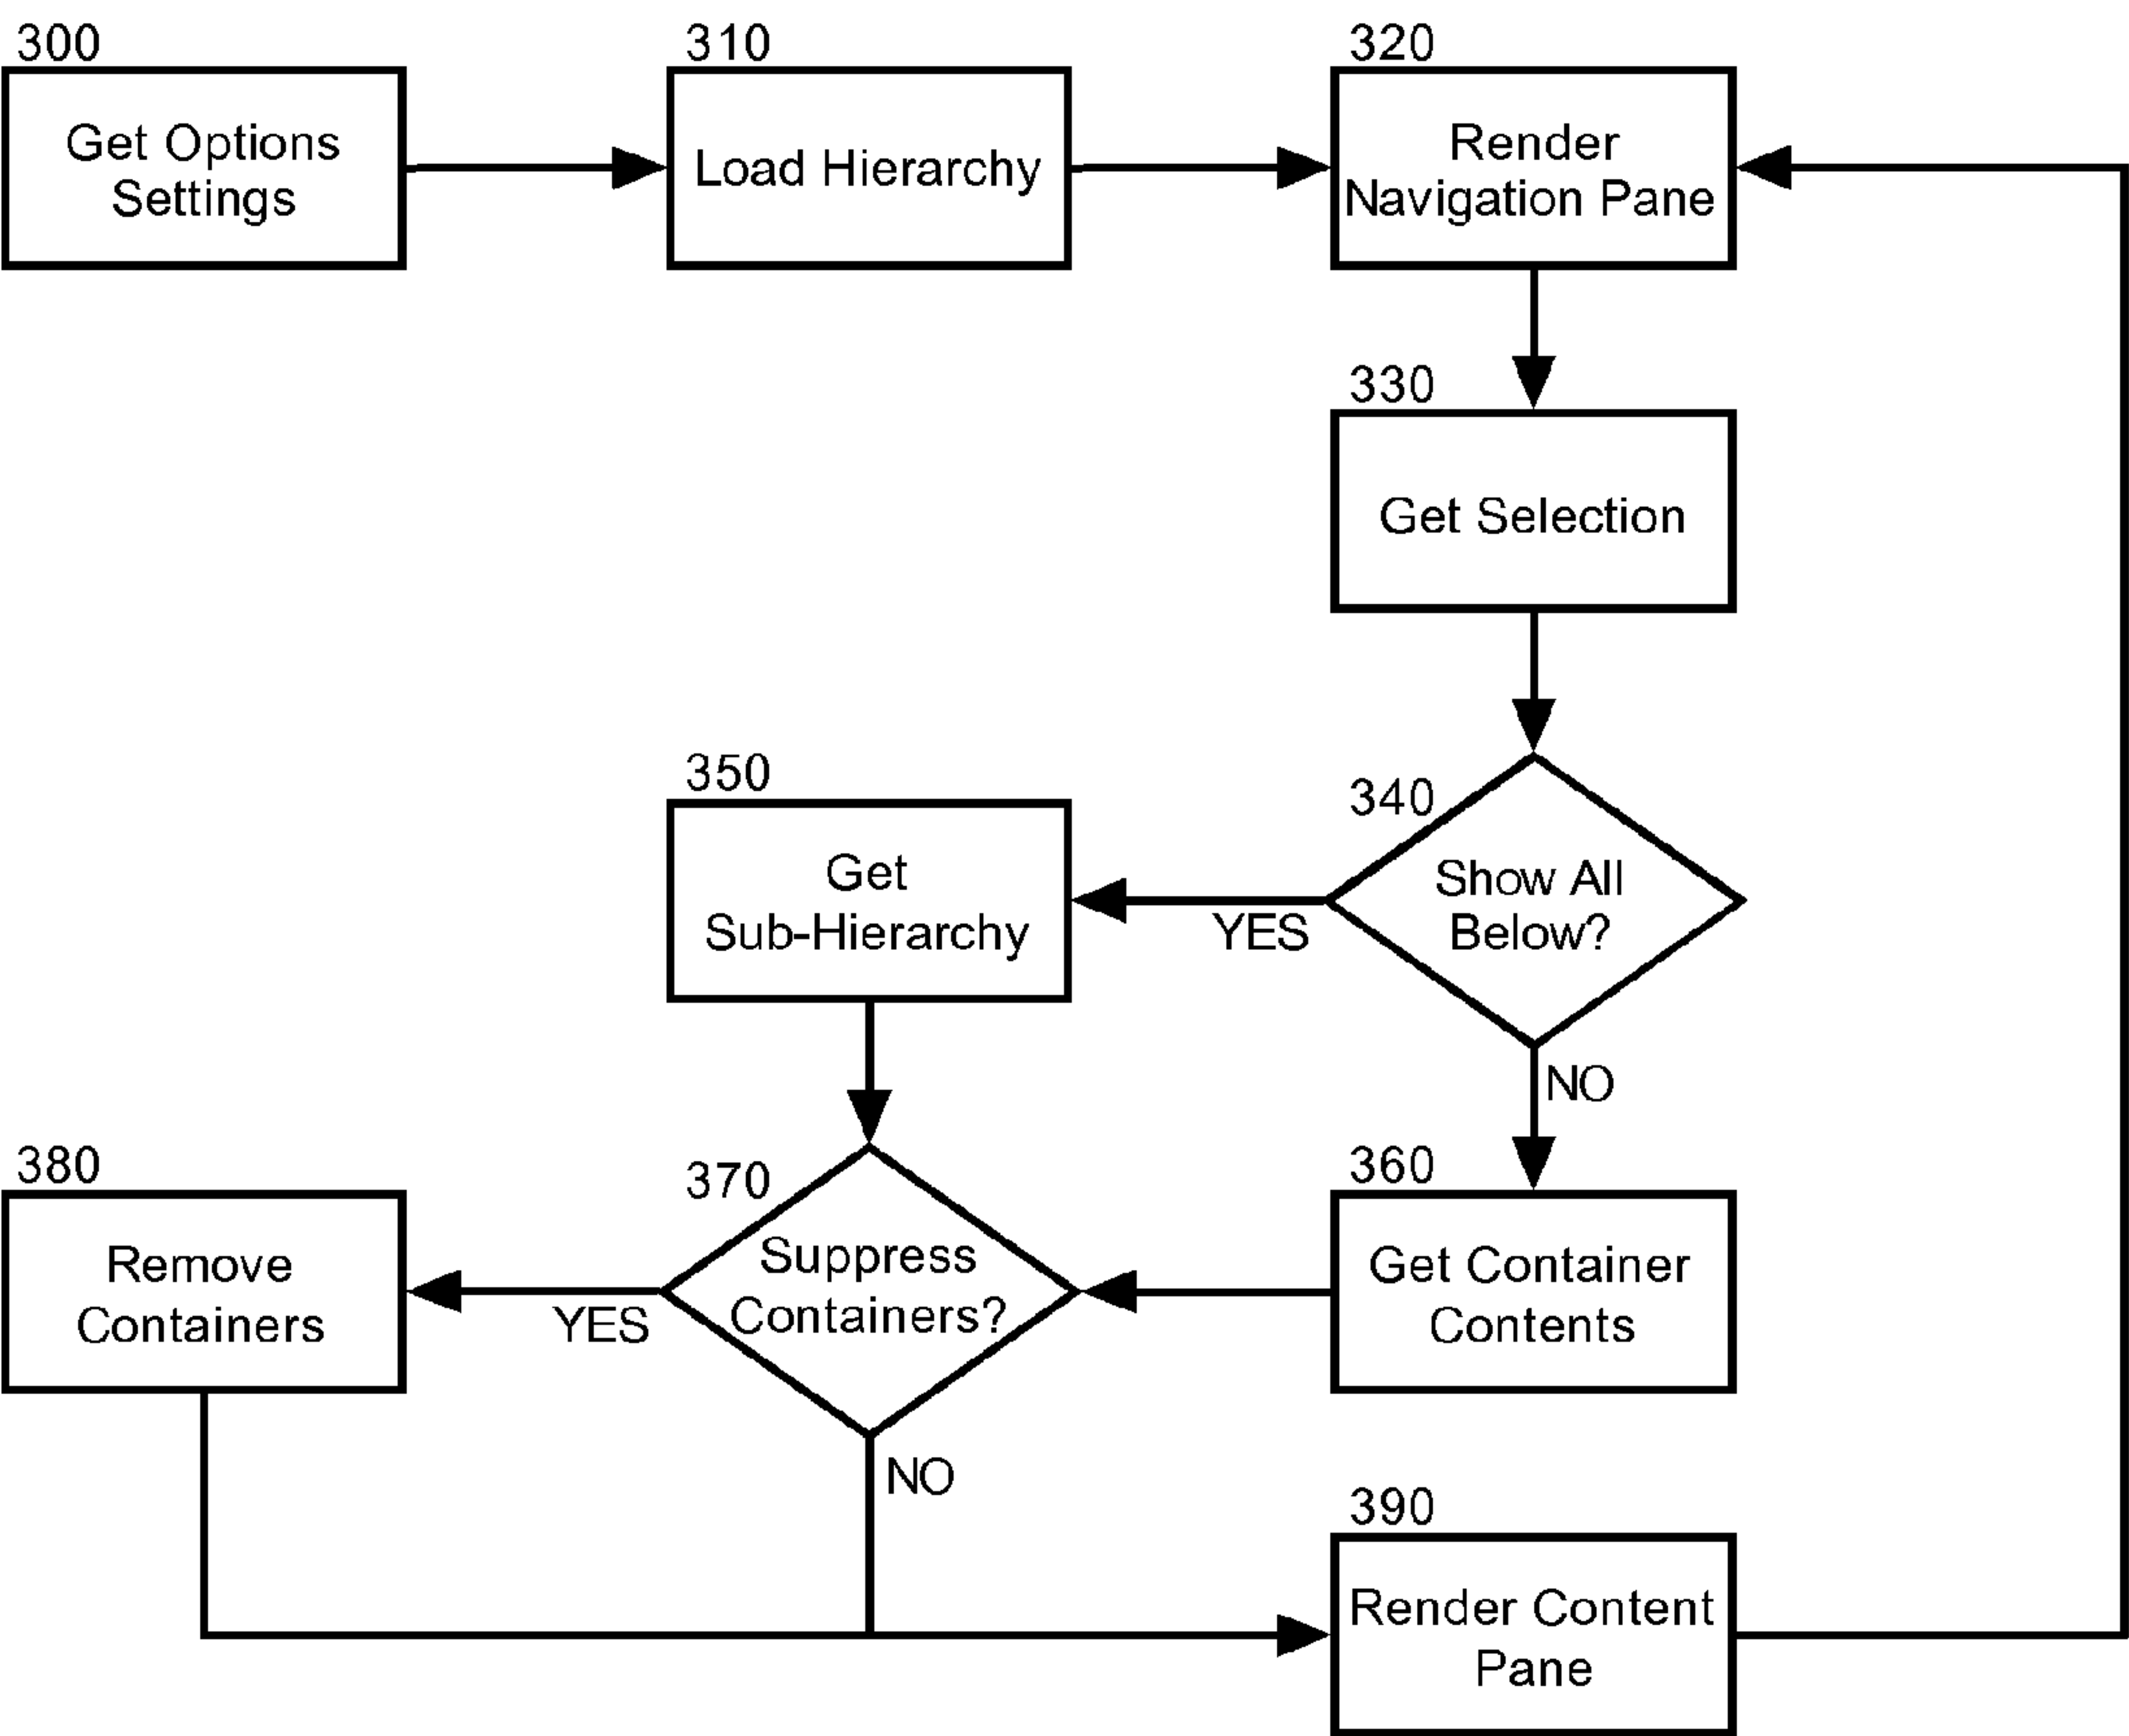 300
Get Options
Settings
310
Load Hierarchy
320
Render
Navigation Pane
330
Get Selection
340
Show All
Below?
YES
NO
350
Get
Sub-Hierarchy
360
Get Container
Contents
370
Suppress
Containers?
YES
NO
380
Remove
Containers
390
Render Content
Pane